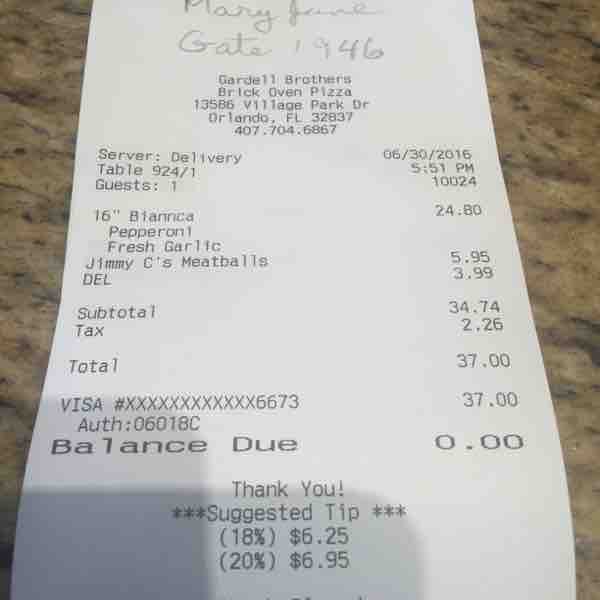 Mary Jane
Gate 1946
Gardell Brothers
Brick Oven Pizza
13586 Village Park Dr
Orlando, FL 32837
407.704.6867
Server: Delivery 06/30/2016
Table 924/1 5:51 PM
Guests: 1 10024
16" Biannca 24.80
Pepperoni
Fresh Garlic
Jimmy C's Meatballs 5.95
DEL 3.99
Subtotal 34.74
Tax 2.26
Total 37.00
VISA #XXXXXXXXXXXX6673 37.00
Auth:06018C
Balance Due 0.00
Thank You!
***Suggested Tip ***
(18%) $6.25
(20%) $6.95